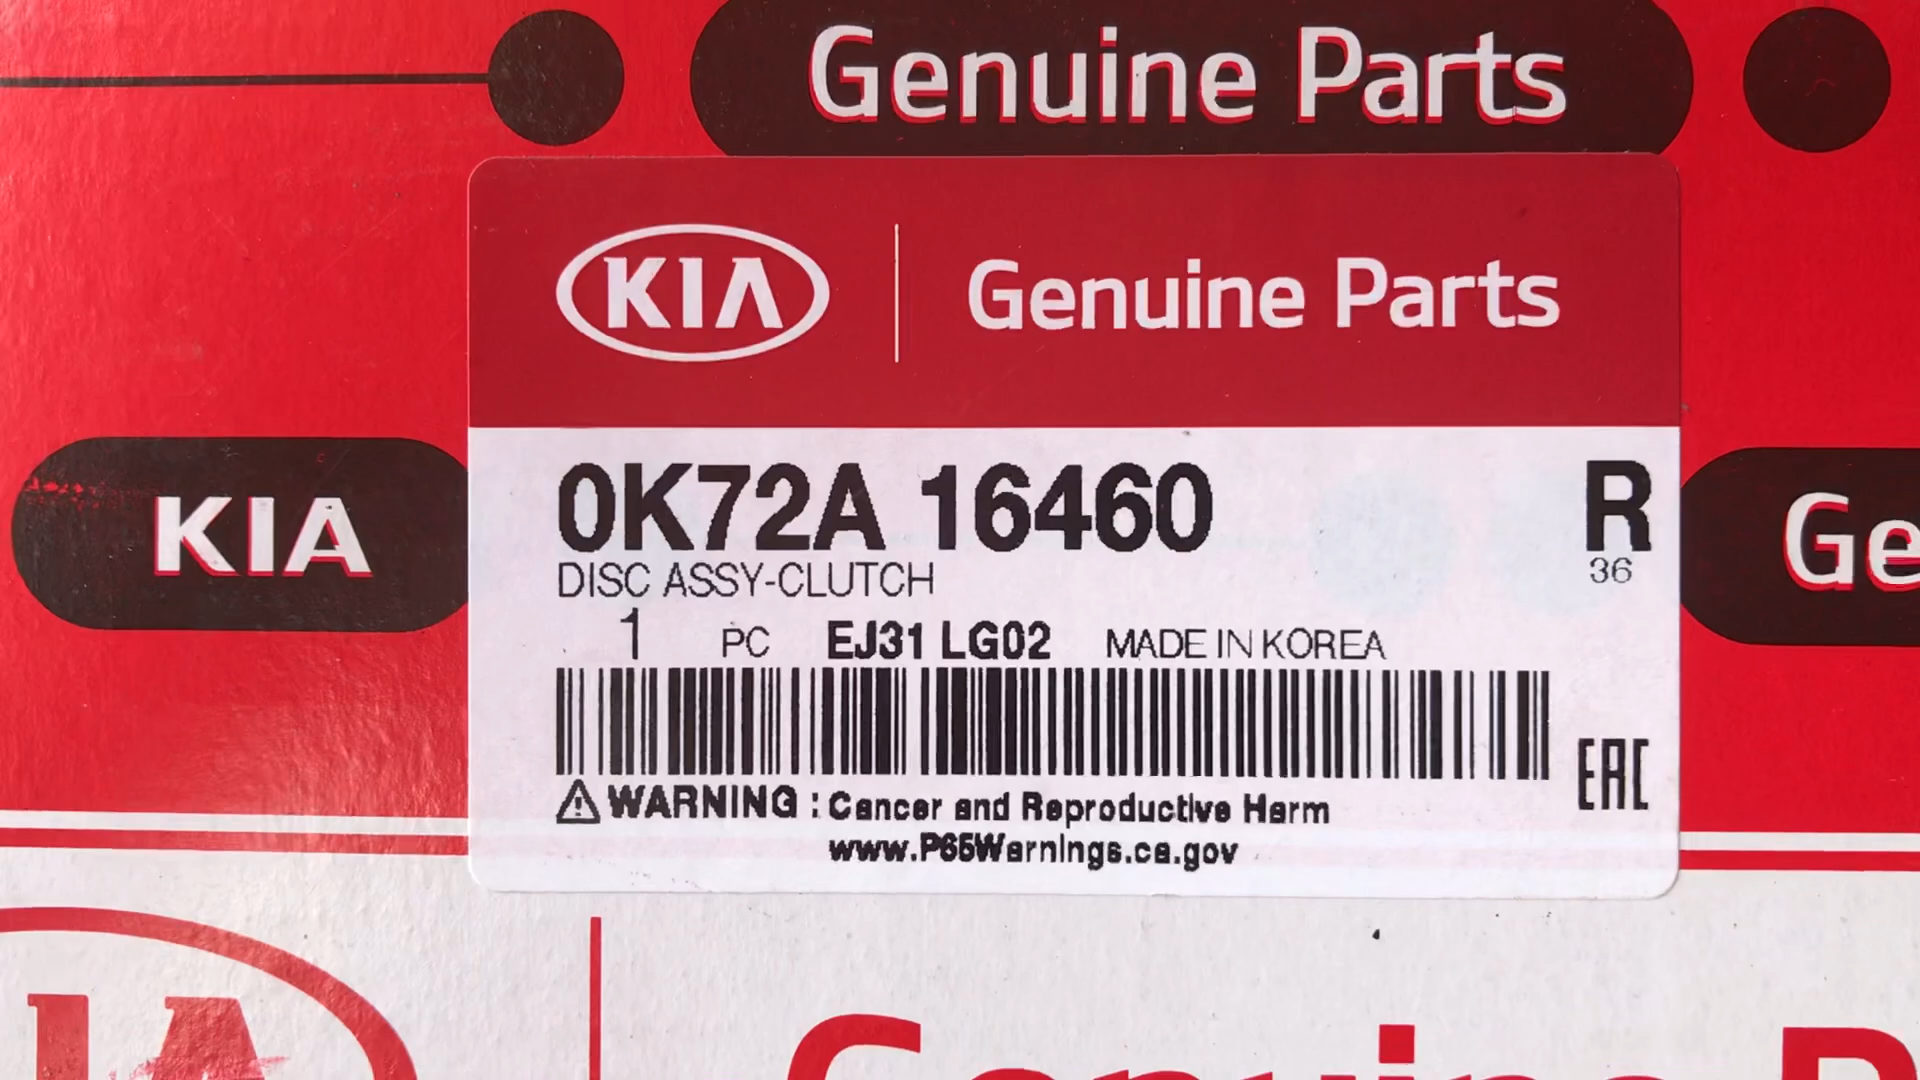 Genuine Parts
KIA | Genuine Parts
KIA
0K72A 16460 R
Ge
DISC ASSY-CLUTCH 36
1 PC EJ31 LG02 MADE IN KOREA
EAC
WARNING : Cancer and Reproductive Harm
www.P65Warnings.ca.gov